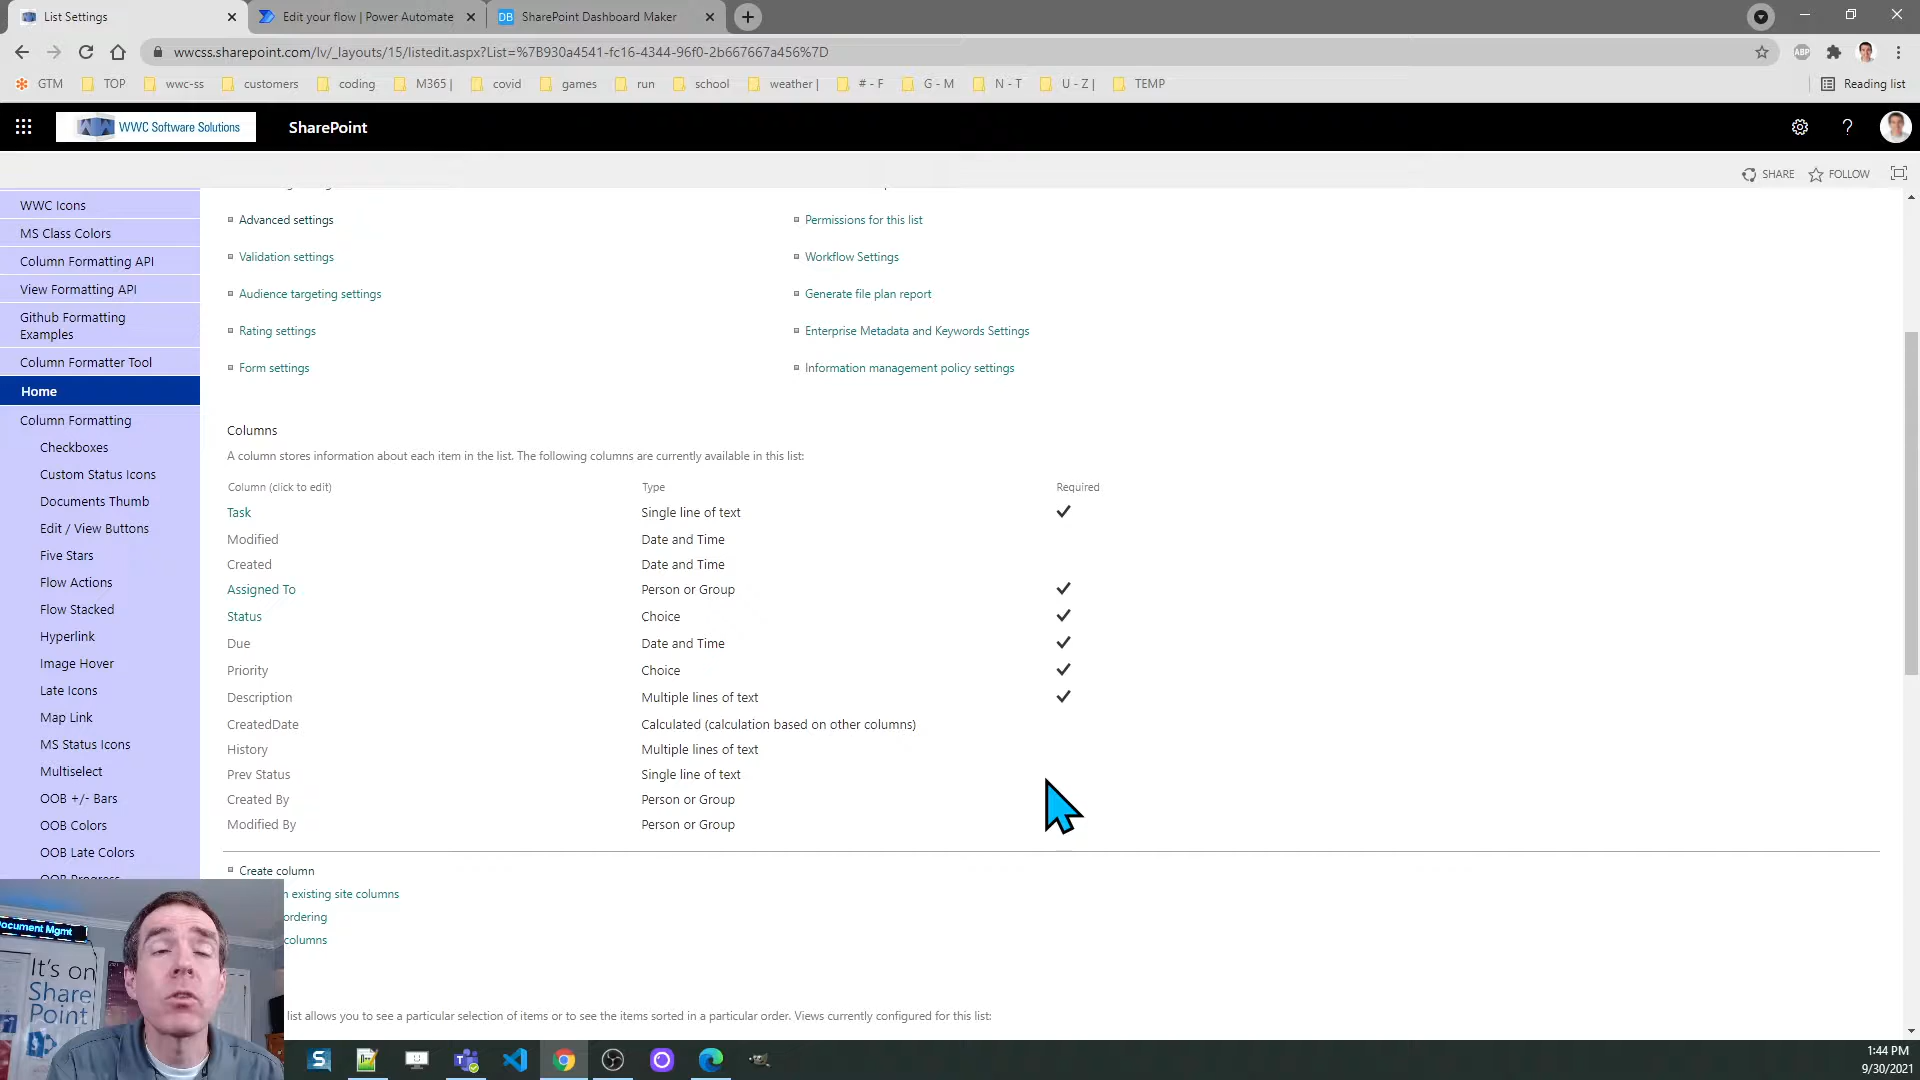 List Settings
Edit your flow | Power Automate
DB SharePoint Dashboard Maker
wwcss.sharepoint.com/lv/_layouts/15/listedit.aspx?List=%7B930a4541-fc16-4344-96f0-2b667667a456%7D
ABP
GTM TOP wwc-ss customers coding M365 | covid games run school weather | # - F G - M N - T U - Z | TEMP Reading list
WWC Software Solutions SharePoint ?
SHARE FOLLOW
WWC Icons
MS Class Colors
Column Formatting API
View Formatting API
Github Formatting
Examples
Column Formatter Tool
Home
Column Formatting
Checkboxes
Custom Status Icons
Documents Thumb
Edit / View Buttons
Five Stars
Flow Actions
Flow Stacked
Hyperlink
Image Hover
Late Icons
Map Link
MS Status Icons
Multiselect
OOB +/- Bars
OOB Colors
OOB Late Colors
OOB Progress
Advanced settings Permissions for this list
Validation settings Workflow Settings
Audience targeting settings Generate file plan report
Rating settings Enterprise Metadata and Keywords Settings
Form settings Information management policy settings
Columns
A column stores information about each item in the list. The following columns are currently available in this list:
Column (click to edit) Type Required
Task Single line of text
Modified Date and Time
Created Date and Time
Assigned To Person or Group
Status Choice
Due Date and Time
Priority Choice
Description Multiple lines of text
CreatedDate Calculated (calculation based on other columns)
History Multiple lines of text
Prev Status Single line of text
Created By Person or Group
Modified By Person or Group
Create column
existing site columns
ordering
columns
list allows you to see a particular selection of items or to see the items sorted in a particular order. Views currently configured for this list:
ocument Mgmt
It's on
Share
Point
S
1:44 PM
9/30/2021